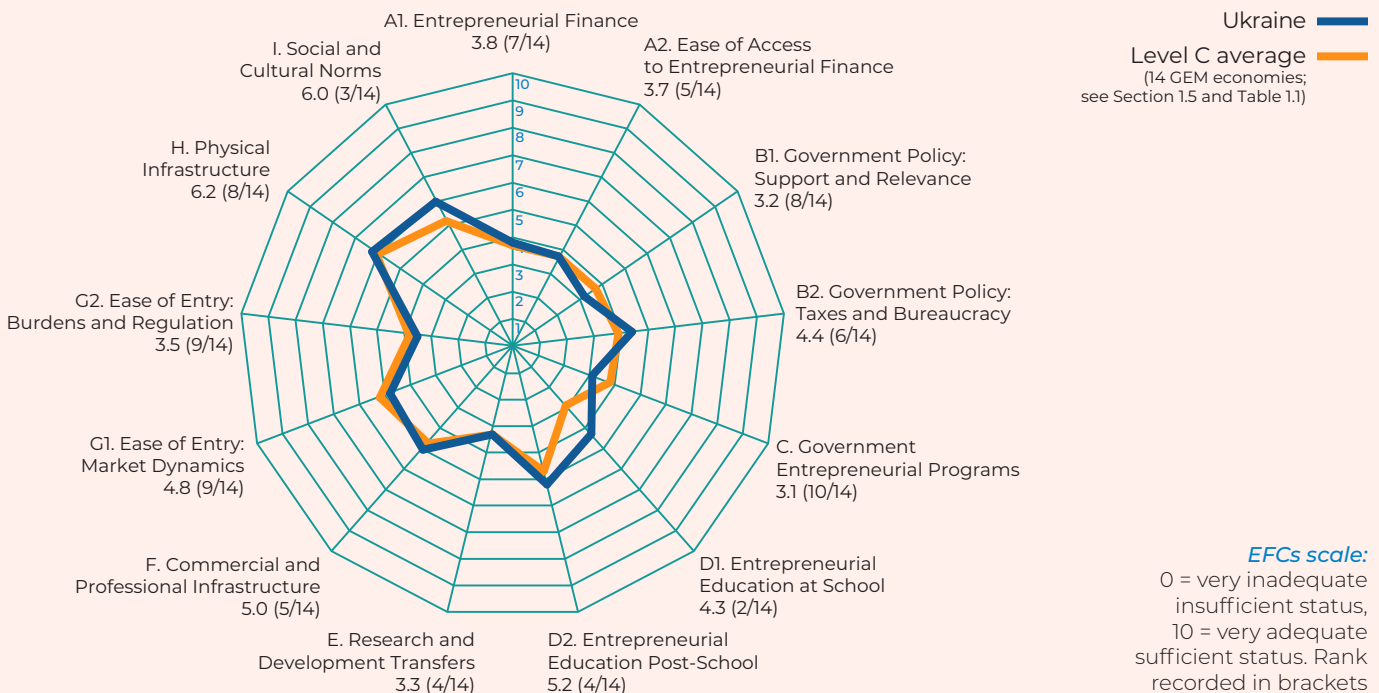 A1. Entrepreneurial Finance
3.8 (7/14)
A2. Ease of Access
to Entrepreneurial Finance
3.7 (5/14)
B1. Government Policy:
Support and Relevance
3.2 (8/14)
B2. Government Policy:
Taxes and Bureaucracy
4.4 (6/14)
C. Government
Entrepreneurial Programs
3.1 (10/14)
D1. Entrepreneurial
Education at School
4.3 (2/14)
D2. Entrepreneurial
Education Post-School
5.2 (4/14)
E. Research and
Development Transfers
3.3 (4/14)
F. Commercial and
Professional Infrastructure
5.0 (5/14)
G1. Ease of Entry:
Market Dynamics
4.8 (9/14)
G2. Ease of Entry:
Burdens and Regulation
3.5 (9/14)
H. Physical
Infrastructure
6.2 (8/14)
I. Social and
Cultural Norms
6.0 (3/14)
10
9
8
7
6
5
3
2
1
Ukraine
Level C average
(14 GEM economies;
see Section 1.5 and Table 1.1)
EFCs scale:
0 = very inadequate
insufficient status,
10 = very adequate
sufficient status. Rank
recorded in brackets